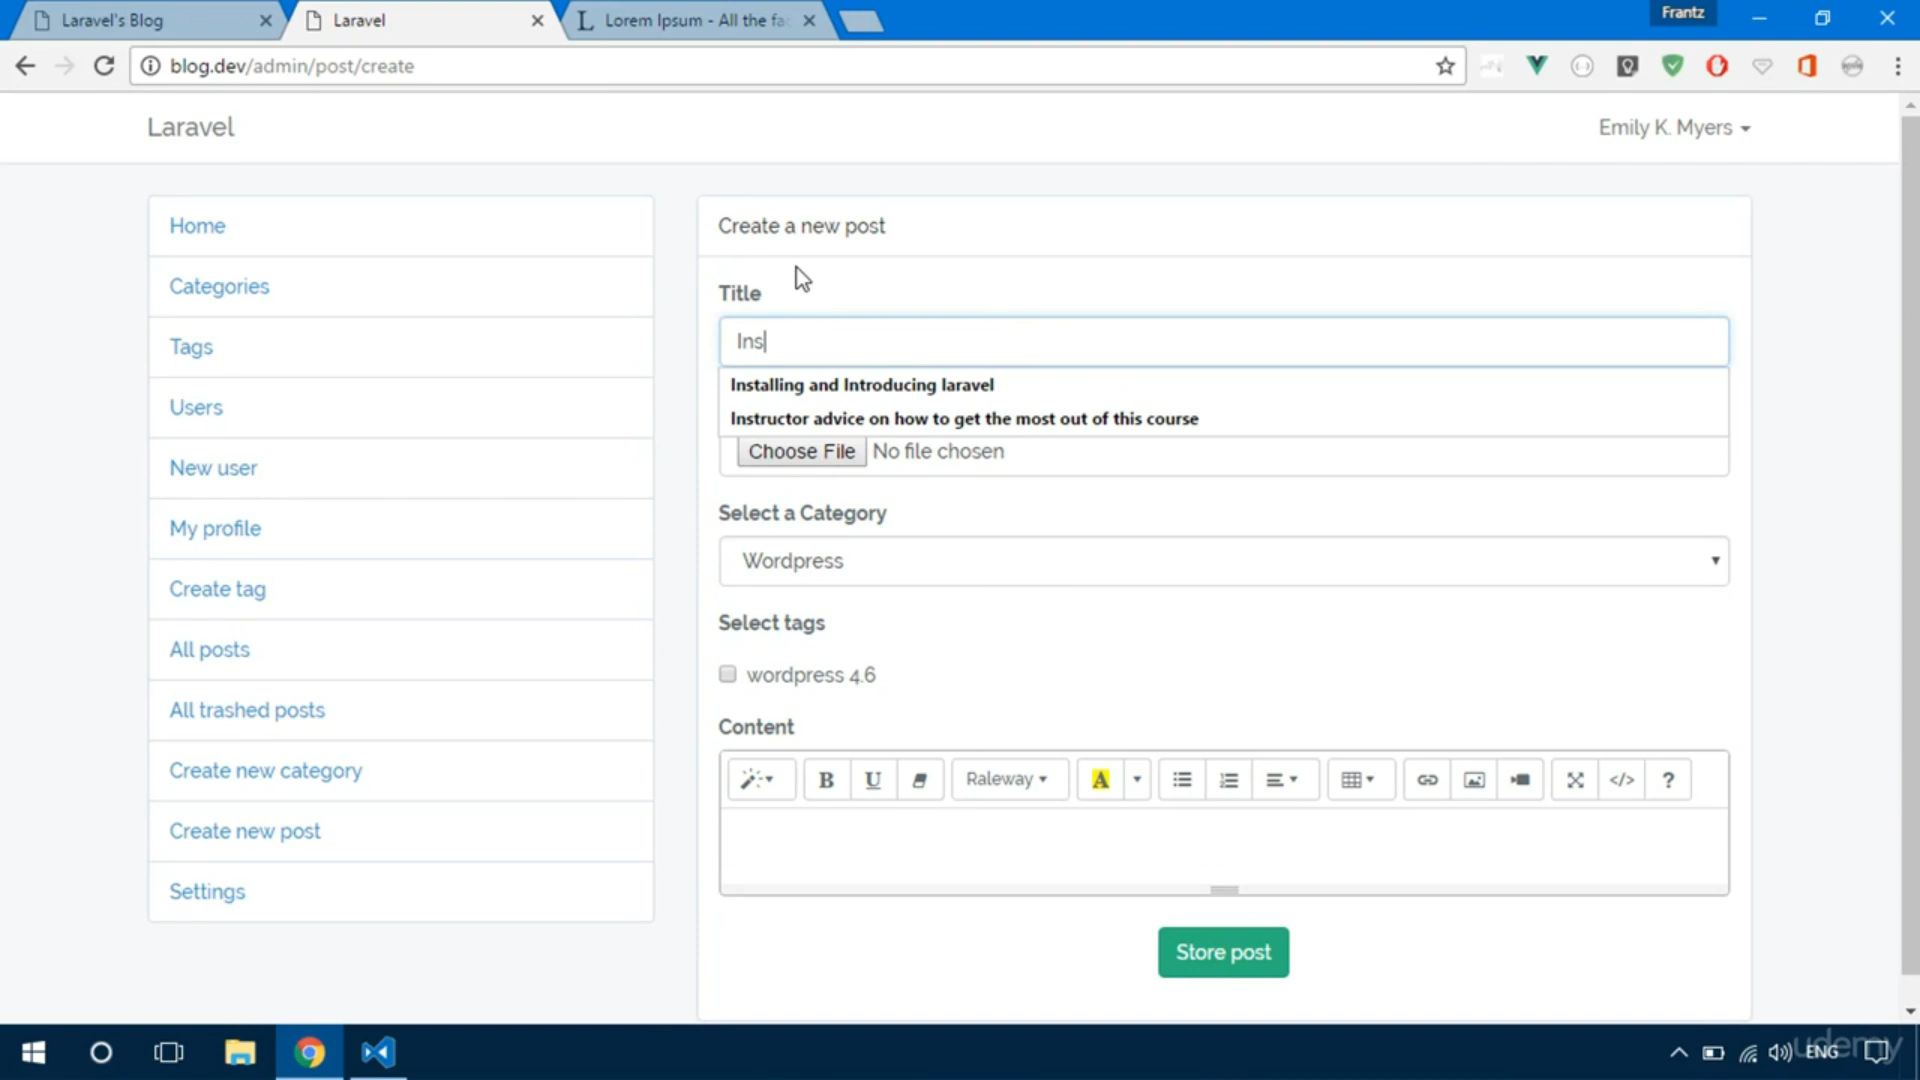 Laravel's Blog
Laravel
Lorem Ipsum - All the fac
Frantz
blog.dev/admin/post/create
Laravel
Emily K. Myers
Home
Categories
Tags
Users
New user
My profile
Create tag
All posts
All trashed posts
Create new category
Create new post
Settings
Create a new post
Title
Ins
Installing and Introducing laravel
Instructor advice on how to get the most out of this course
Choose File No file chosen
Select a Category
Wordpress
Select tags
wordpress 4.6
Content
B U Raleway A </> ?
Store post
ENG
udemy